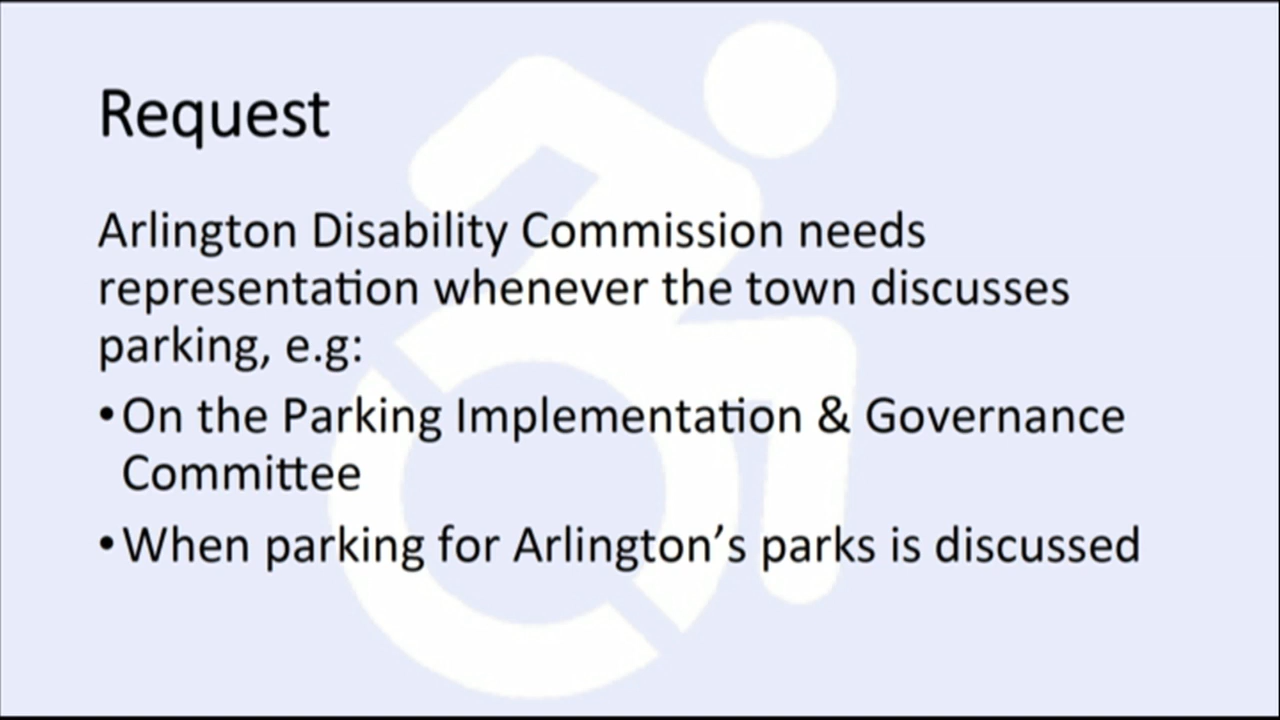 Request
Arlington Disability Commission needs
representation whenever the town discusses
parking, e.g:
•On the Parking Implementation & Governance
Committee
•When parking for Arlington's parks is discussed